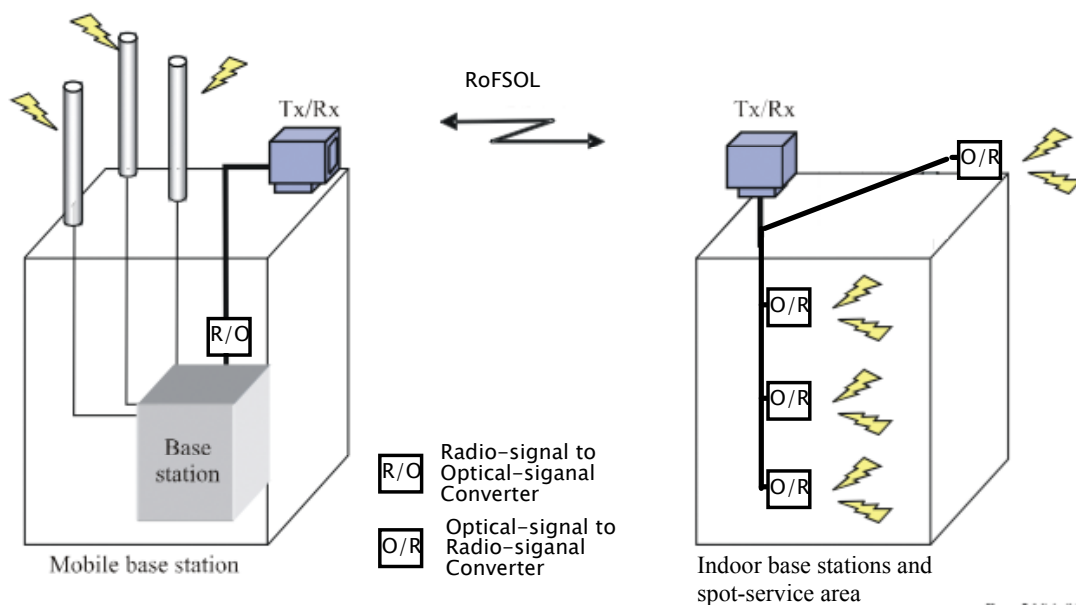 RoFSOL
Tx/Rx
Tx/Rx
O/R
R/O
O/R
O/R
O/R
Base
station
R/O
Radio-signal to
Optical-siganal
Converter
O/R
Optical-signal to
Radio-siganal
Converter
Mobile base station
Indoor base stations and
spot-service area